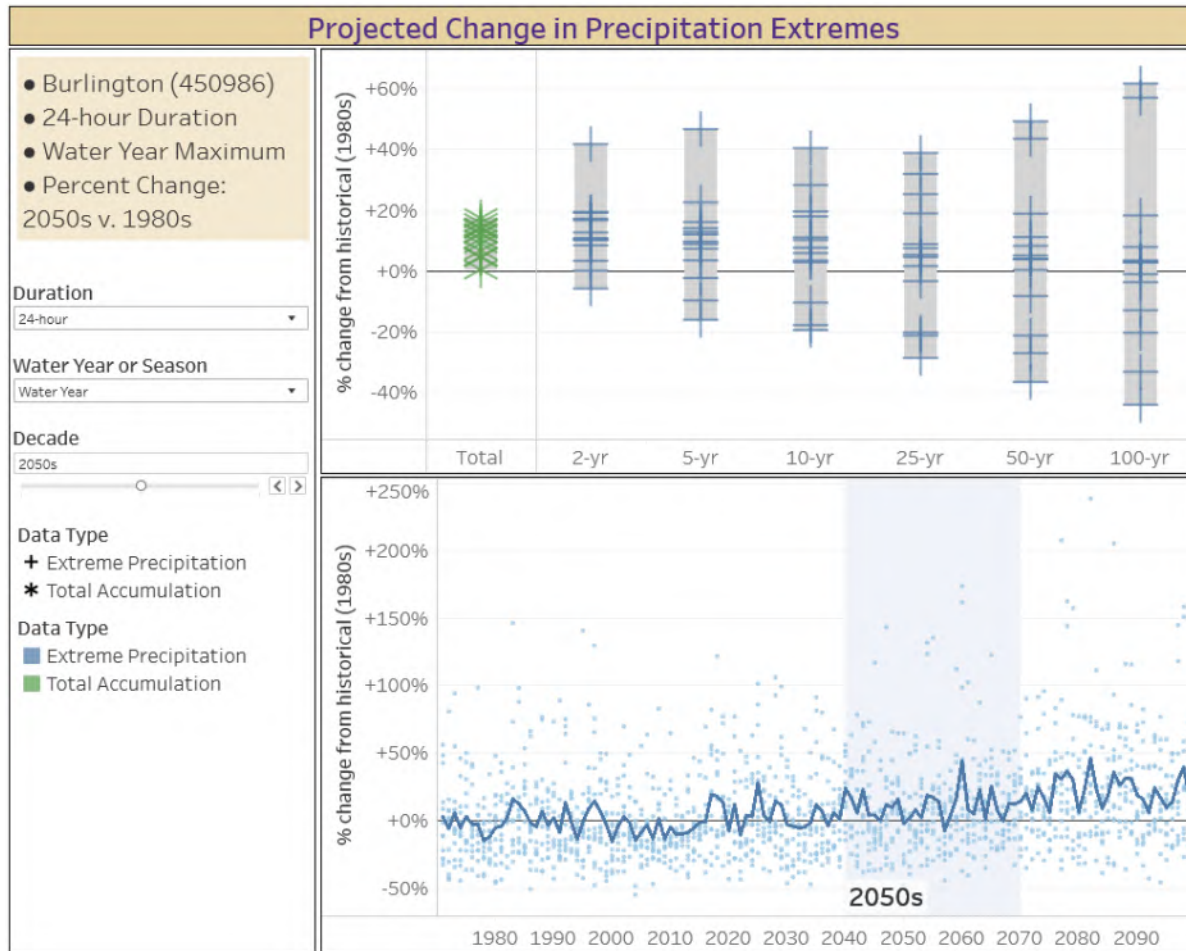 Projected Change in Precipitation Extremes
● Burlington (450986)
● 24-hour Duration
● Water Year Maximum
● Percent Change:
2050s v. 1980s
Duration
24-hour
Water Year or Season
Water Year
Decade
2050s
Data Type
+ Extreme Precipitation
* Total Accumulation
Data Type
Extreme Precipitation
Total Accumulation
% change from historical (1980s)
+60%
+40%
+20%
+0%
-20%
-40%
Total 2-yr 5-yr 10-yr 25-yr 50-yr 100-yr
% change from historical (1980s)
+250%
+200%
+150%
+100%
+50%
+0%
-50%
2050s
1980 1990 2000 2010 2020 2030 2040 2050 2060 2070 2080 2090